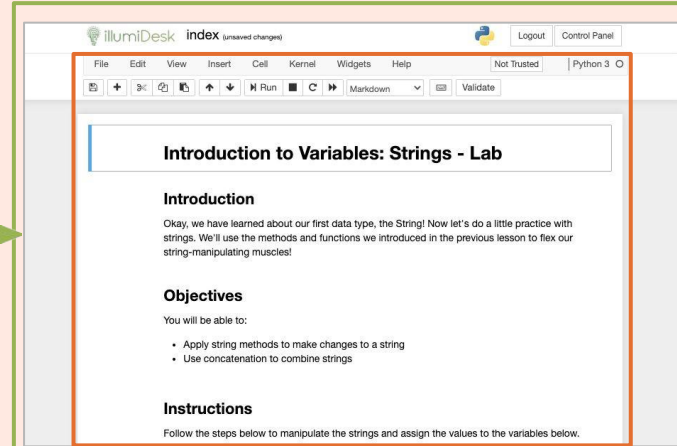 illumiDesk index (unsaved changes) Logout Control Panel
File Edit View Insert Cell Kernel Widgets Help Not Trusted Python 3
Run Markdown Validate
Introduction to Variables: Strings - Lab
Introduction
Okay, we have learned about our first data type, the String! Now let's do a little practice with
strings. We'll use the methods and functions we introduced in the previous lesson to flex our
string-manipulating muscles!
Objectives
You will be able to:
• Apply string methods to make changes to a string
• Use concatenation to combine strings
Instructions
Follow the steps below to manipulate the strings and assign the values to the variables below.